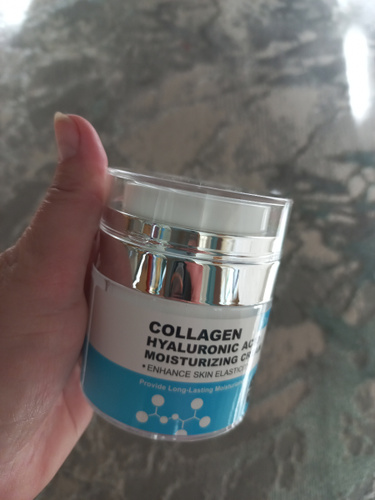 COLLAGEN
HYALURONIC AC
MOISTURIZING CR
• ENHANCE SKIN ELASTIC
Provide Long-Lasting Moisture